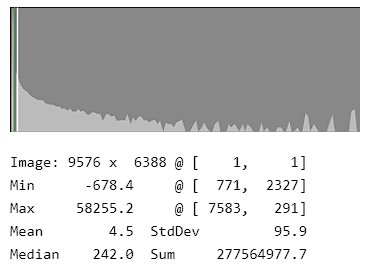 Image: 9576 x 6388 @ [ 1, 1]
Min -678.4 @ [ 771, 2327]
Max 58255.2 @ [ 7583, 291]
Mean 4.5 StdDev 95.9
Median 242.0 Sum 277564977.7